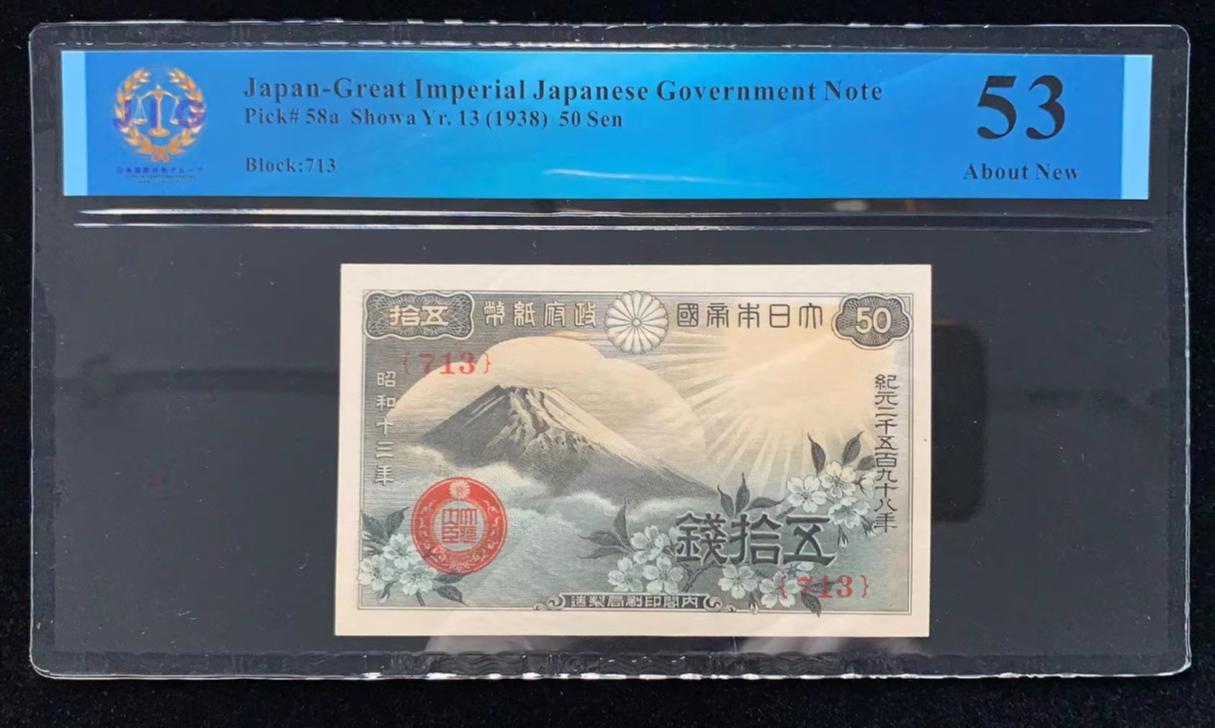 Japan-Great Imperial Japanese Government Note
Pick# 58a Showa Yr. 13 (1938) 50 Sen
Block:713
53
About New
拾五
幣紙府政
國帝本日大
50
{713}
昭和十三年
紀元二千五百九十八年
大臣
錢拾五
{713}
造製局刷印閣内